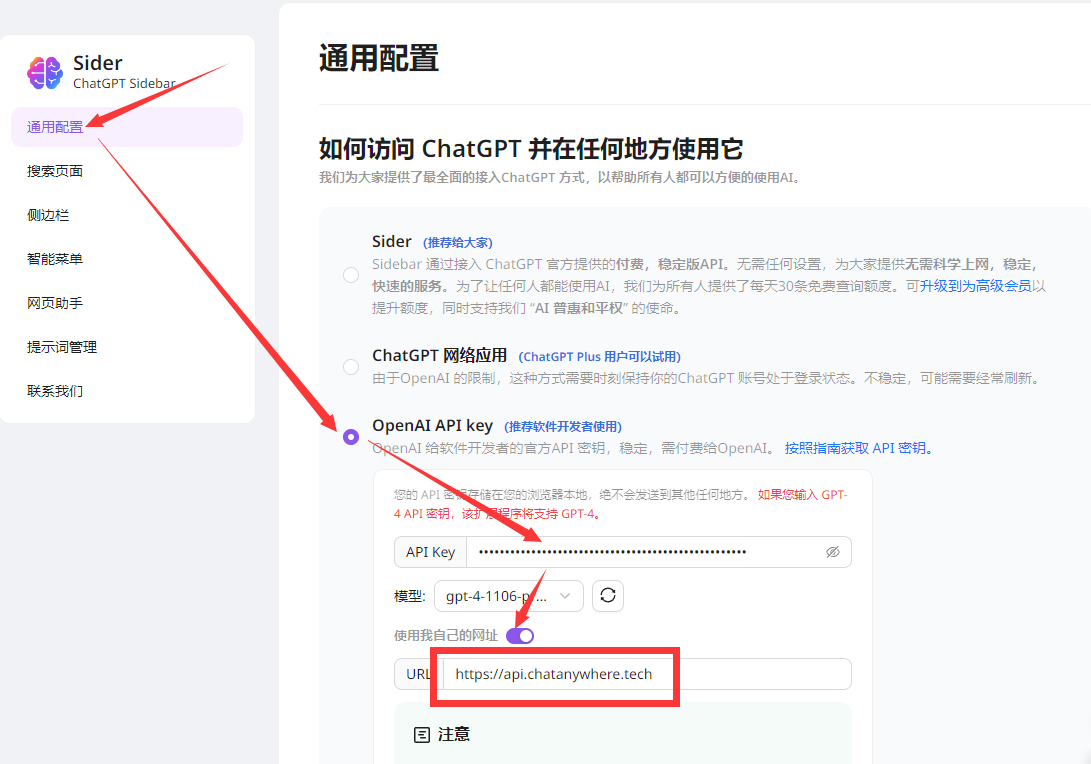 Sider
ChatGPT Sidebar
通用配置
搜索页面
侧边栏
智能菜单
网页助手
提示词管理
联系我们
通用配置
如何访问 ChatGPT 并在任何地方使用它
我们为大家提供了最全面的接入ChatGPT 方式，以帮助所有人都可以方便的使用AI。
Sider (推荐给大家)
Sidebar 通过接入 ChatGPT 官方提供的付费，稳定版API。无需任何设置，为大家提供无需科学上网，稳定，
快速的服务。为了让任何人都能使用AI，我们为所有人提供了每天30条免费查询额度。可升级到为高级会员以
提升额度，同时支持我们 “AI 普惠和平权” 的使命。
ChatGPT 网络应用 (ChatGPT Plus 用户可以试用)
由于OpenAI 的限制，这种方式需要时刻保持你的ChatGPT 账号处于登录状态。不稳定，可能需要经常刷新。
OpenAI API key (推荐软件开发者使用)
OpenAI 给软件开发者的官方API 密钥，稳定，需付费给OpenAI。 按照指南获取 API 密钥。
您的 API 密钥存储在您的浏览器本地，绝不会发送到其他任何地方。 如果您输入 GPT-
4 API 密钥，该扩展程序将支持 GPT-4。
API Key ••••••••••••••••••••••••••••••••••••••••••••••••••
模型: gpt-4-1106-p...
使用我自己的网址
URL https://api.chatanywhere.tech
注意